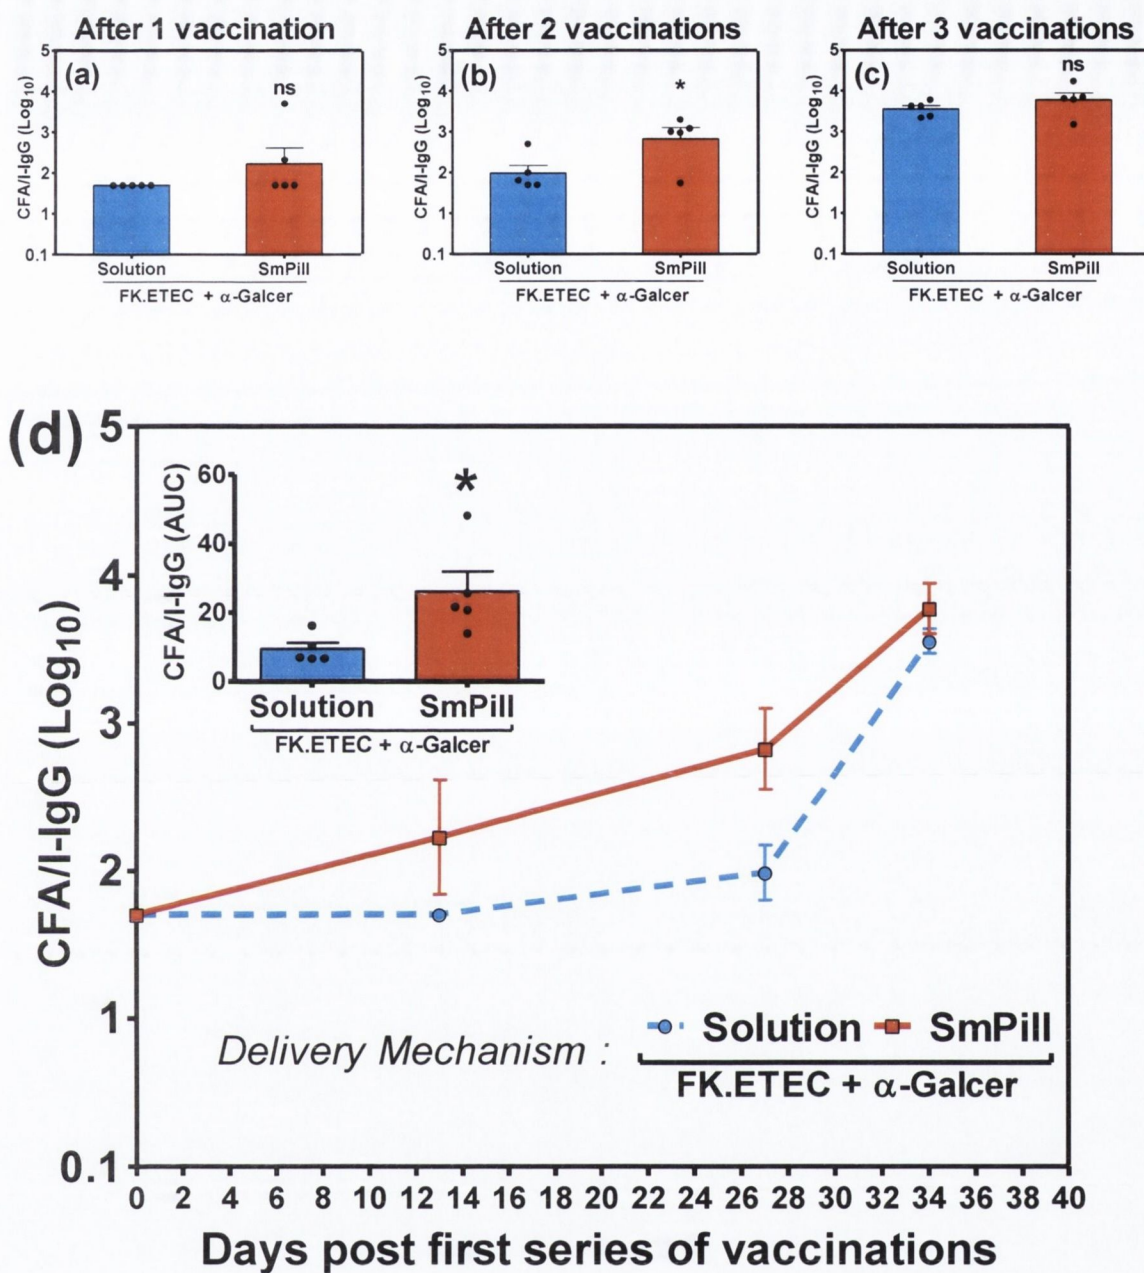 After 1 vaccination
(a)
ns
CFA/I-IgG (Log10)
5
4
3
2
1
0.1
Solution SmPill
FK.ETEC + α-Galcer
After 2 vaccinations
(b)
*
CFA/I-IgG (Log10)
5
4
3
2
1
0.1
Solution SmPill
FK.ETEC + α-Galcer
After 3 vaccinations
(c)
ns
CFA/I-IgG (Log10)
5
4
3
2
1
0.1
Solution SmPill
FK.ETEC + α-Galcer
(d)
CFA/I-IgG (Log10)
5
4
3
2
1
0.1
CFA/I-IgG (AUC)
60
40
20
0
*
Solution SmPill
FK.ETEC + α-Galcer
Delivery Mechanism : Solution SmPill
FK.ETEC + α-Galcer
0 2 4 6 8 10 12 14 16 18 20 22 24 26 28 30 32 34 36 38 40
Days post first series of vaccinations